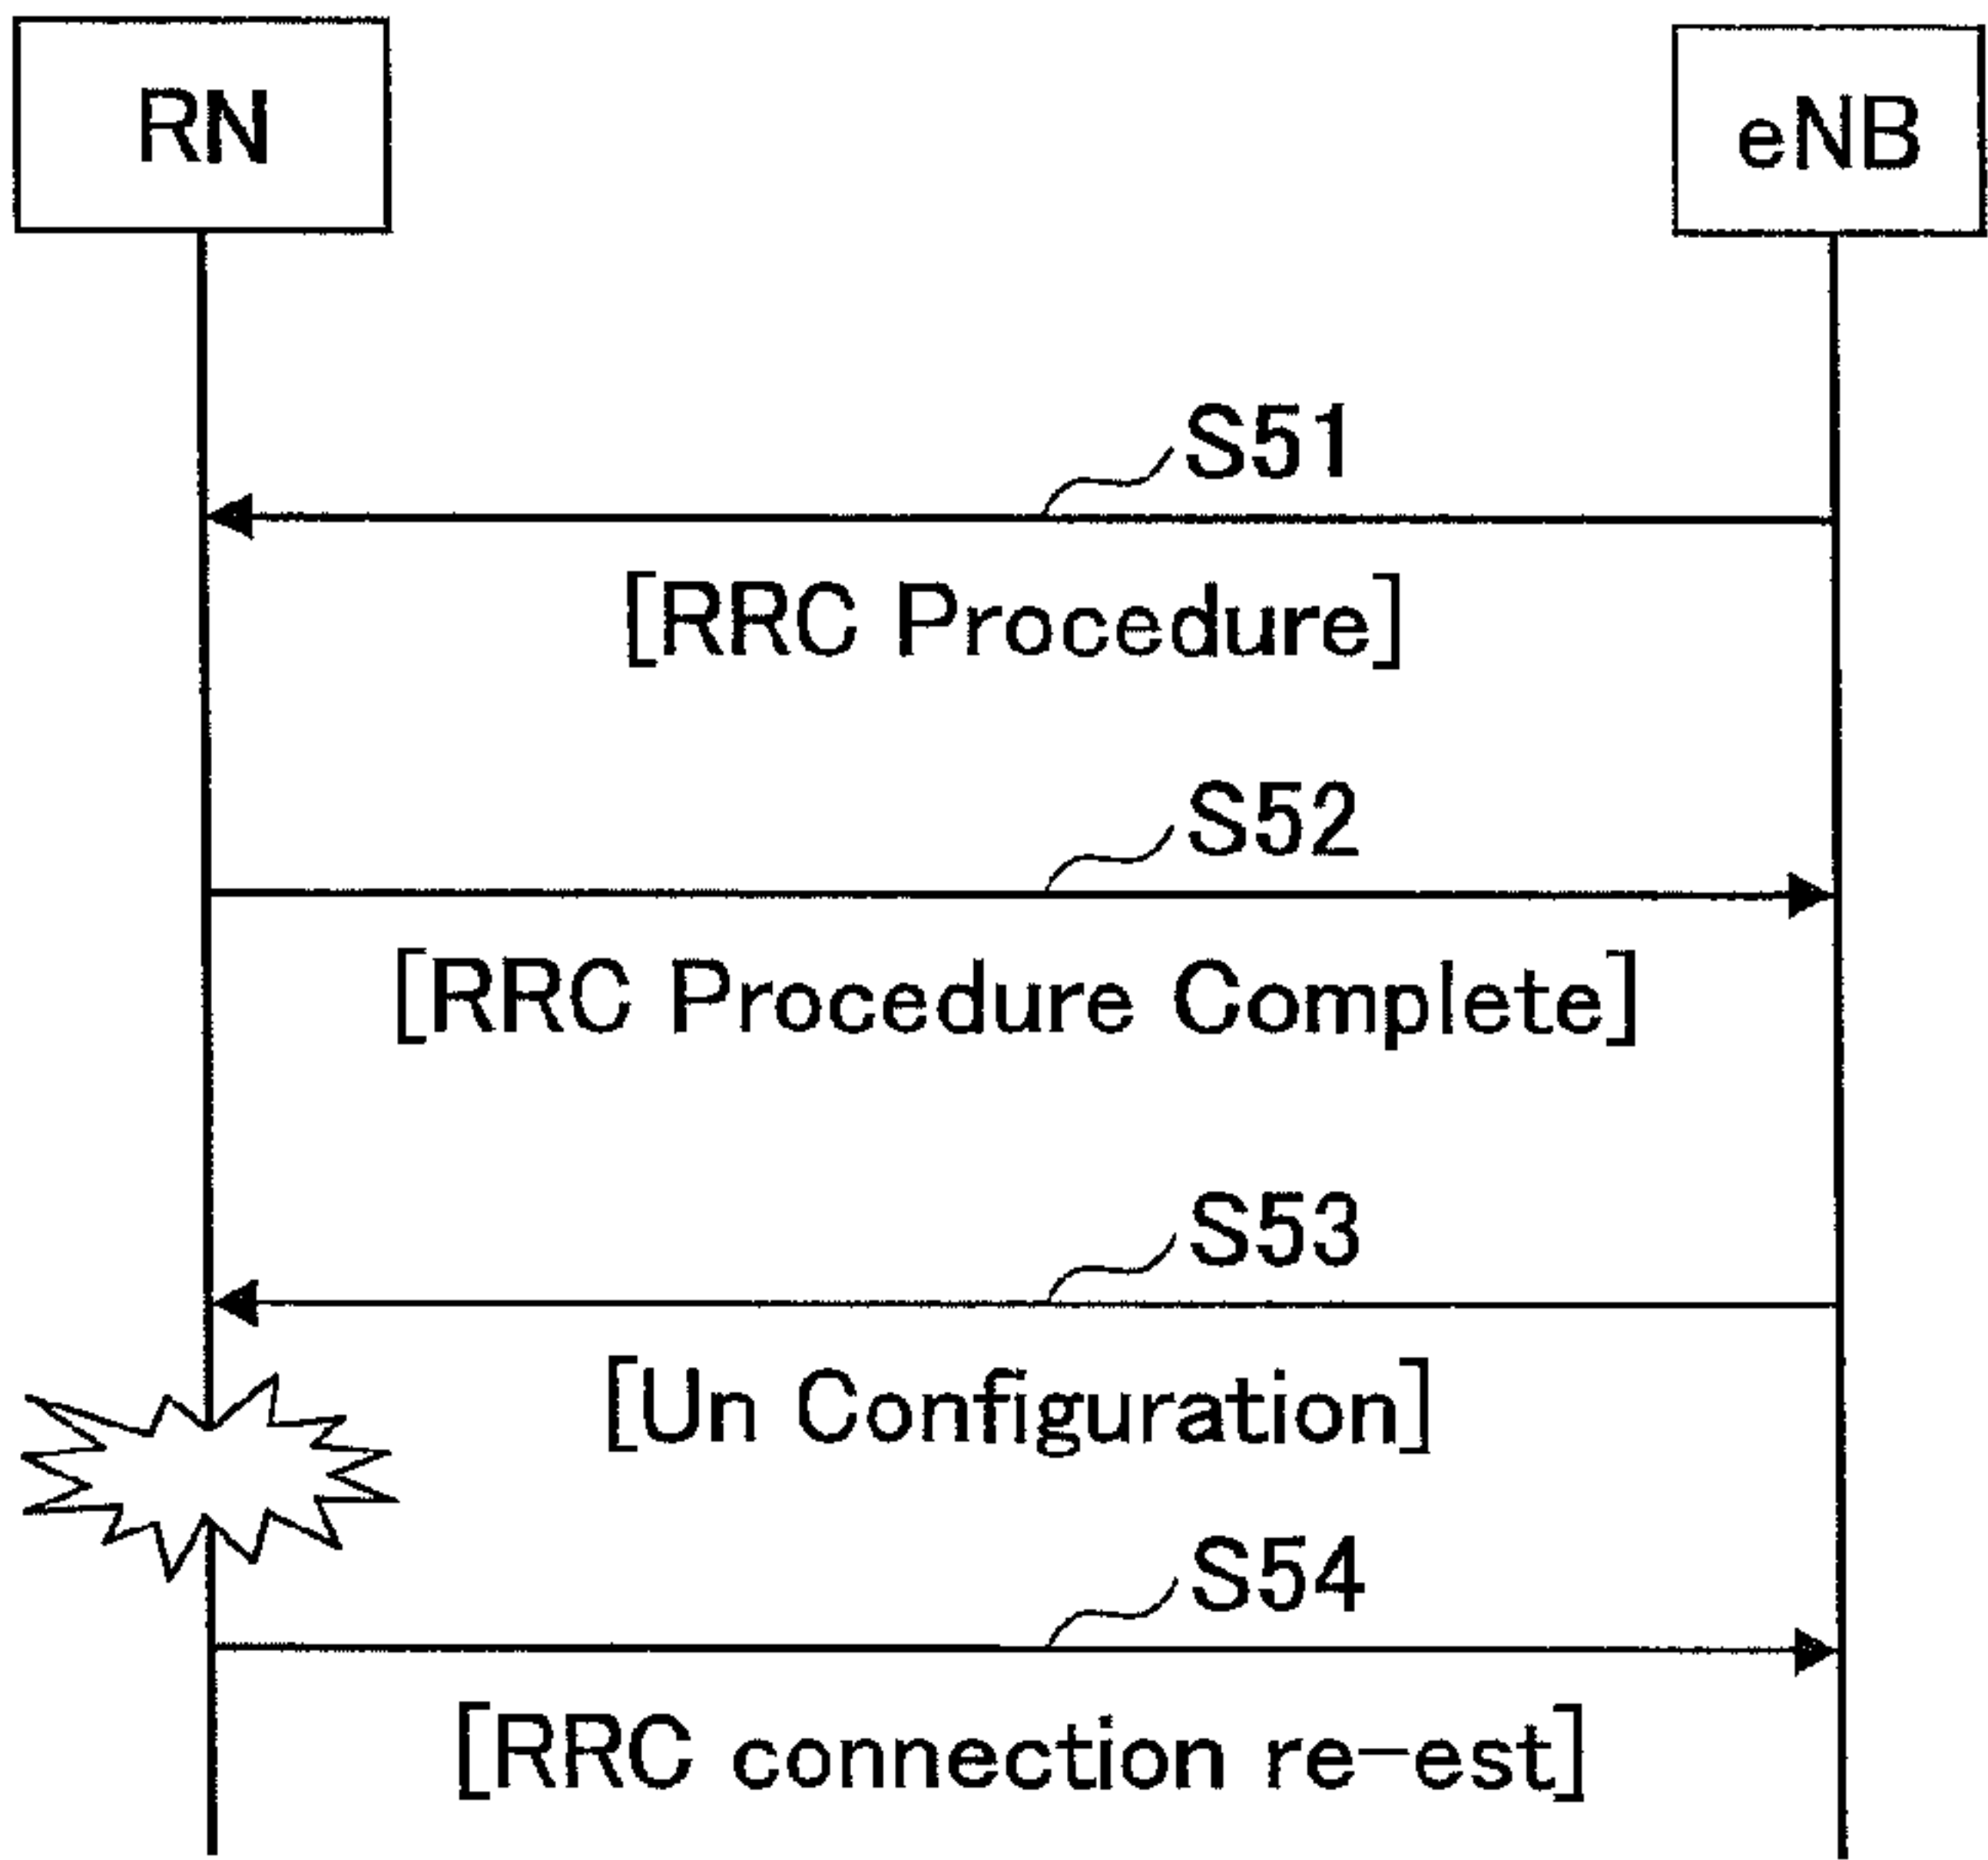 RN
eNB
S51
[RRC Procedure]
S52
[RRC Procedure Complete]
S53
[Un Configuration]
S54
[RRC connection re-est]